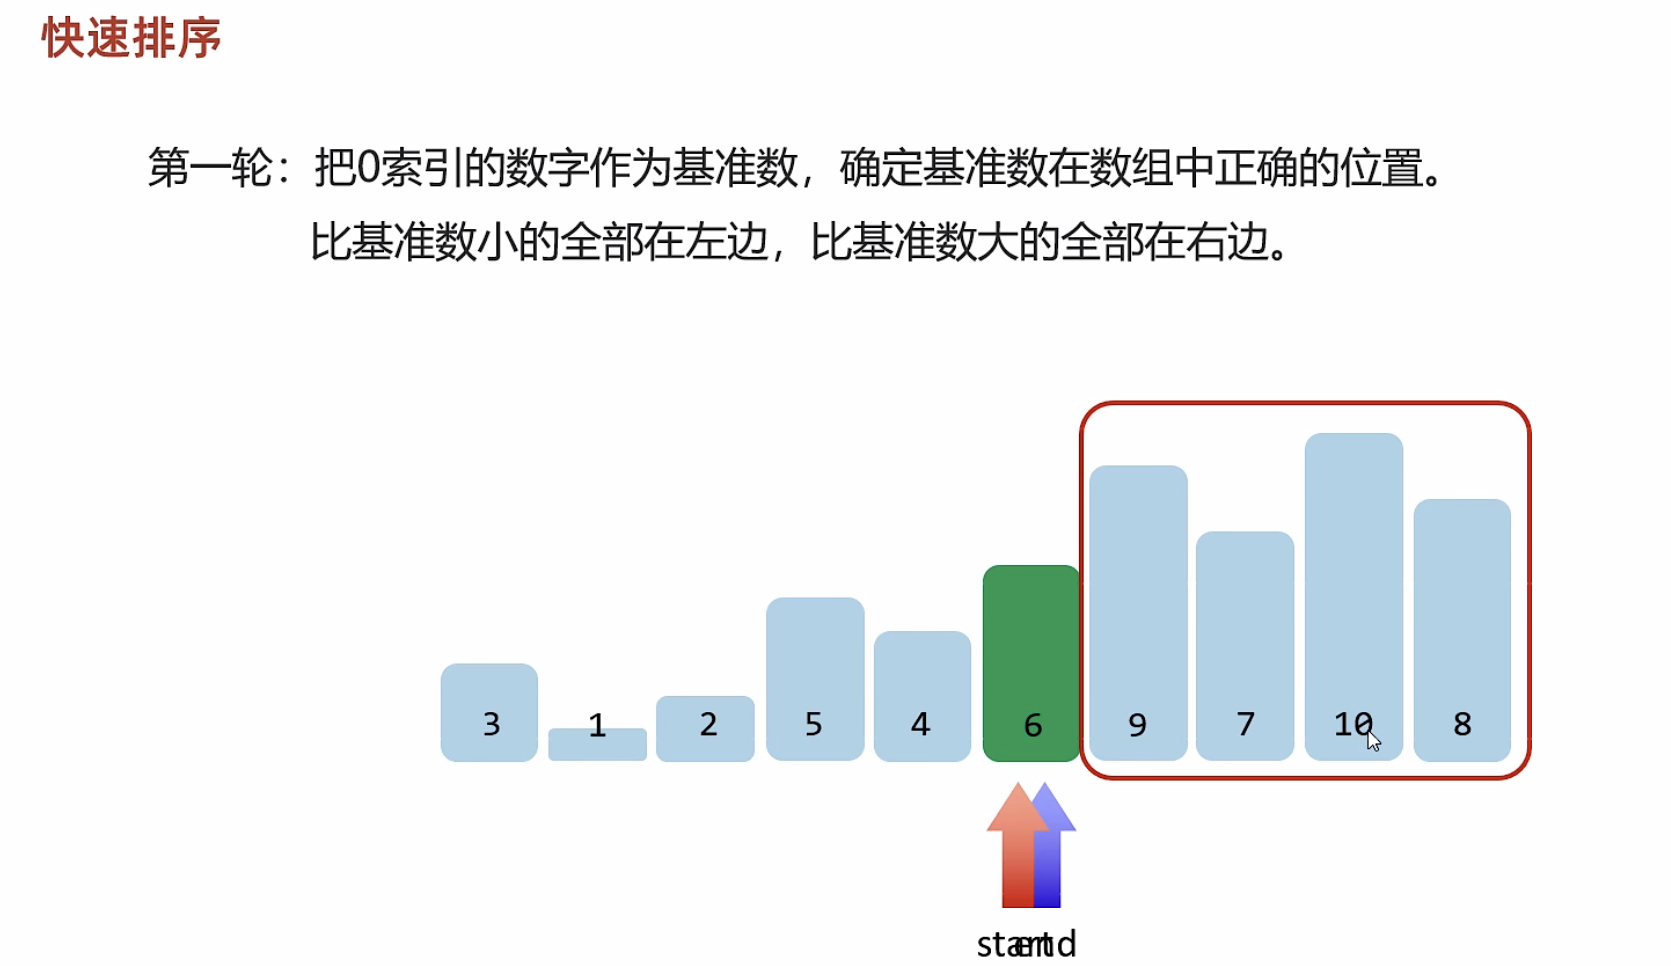 快速排序
第一轮：把0索引的数字作为基准数，确定基准数在数组中正确的位置。
比基准数小的全部在左边，比基准数大的全部在右边。
3 1 2 5 4 6 9 7 10 8
start end